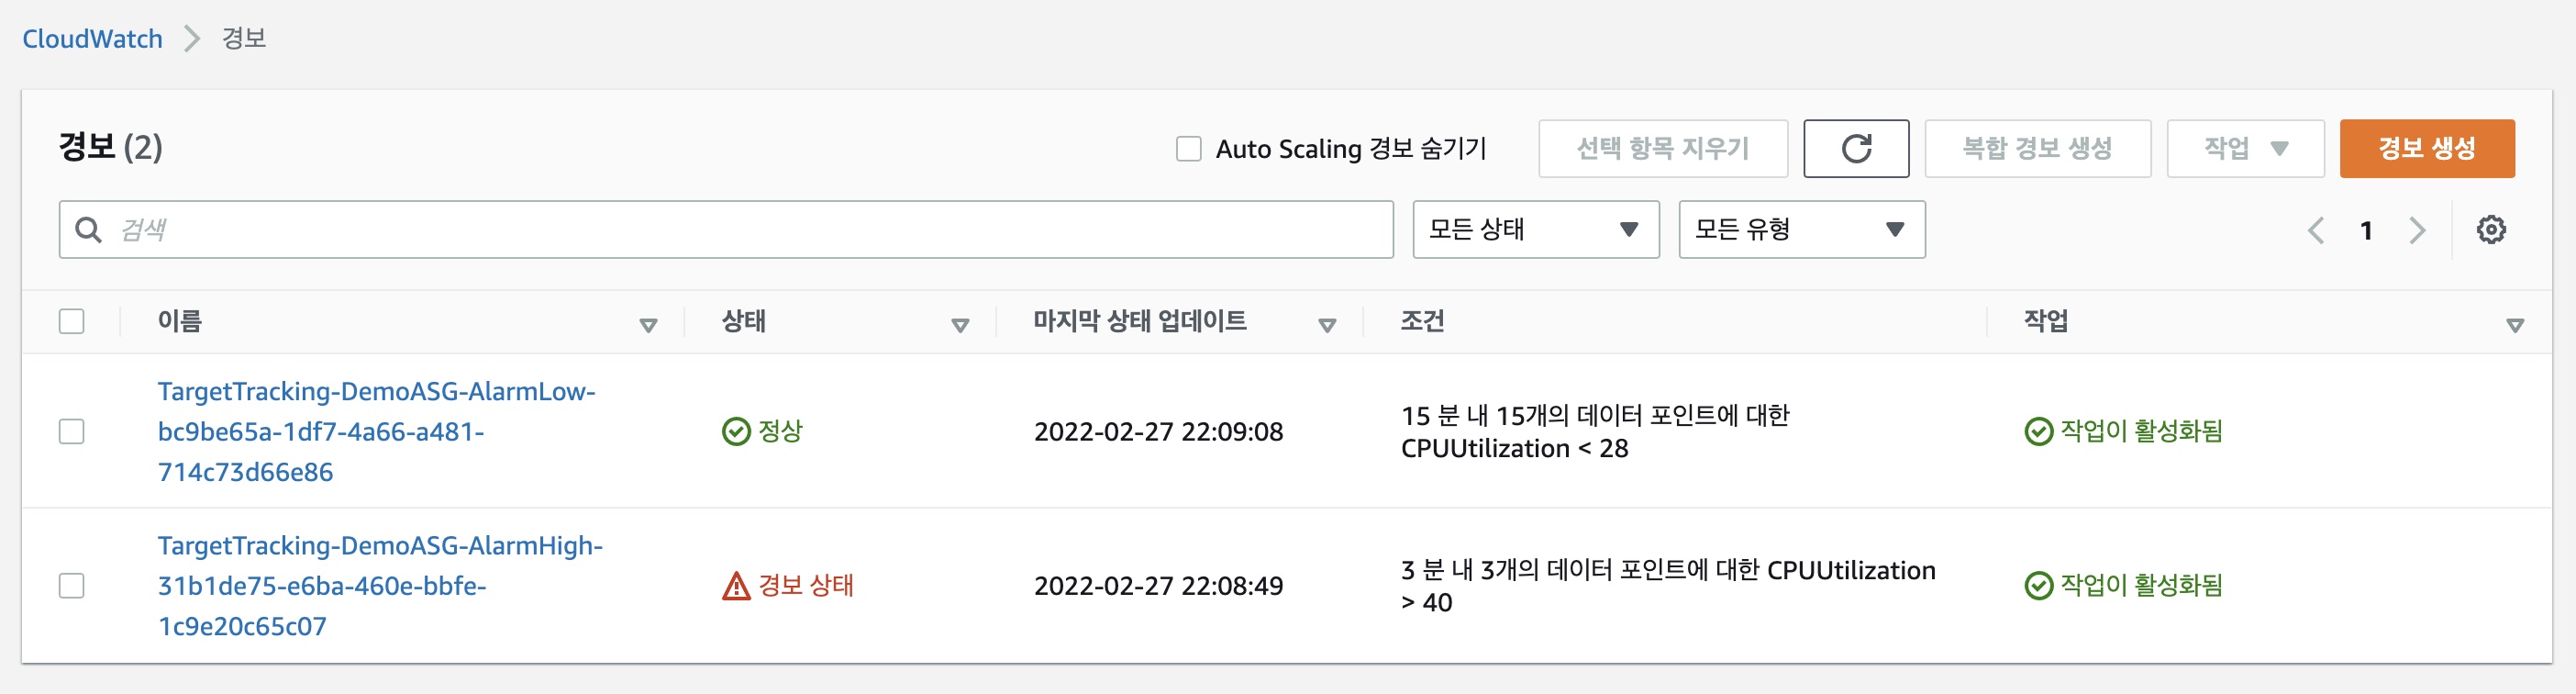 CloudWatch 경보
경보 (2)
Auto Scaling 경보 숨기기
선택 항목 지우기
복합 경보 생성
작업
경보 생성
검색
모든 상태
모든 유형
1
이름
상태
마지막 상태 업데이트
조건
작업
TargetTracking-DemoASG-AlarmLow-
bc9be65a-1df7-4a66-a481-
714c73d66e86
정상
2022-02-27 22:09:08
15 분 내 15개의 데이터 포인트에 대한
CPUUtilization < 28
작업이 활성화됨
TargetTracking-DemoASG-AlarmHigh-
31b1de75-e6ba-460e-bbfe-
1c9e20c65c07
경보 상태
2022-02-27 22:08:49
3 분 내 3개의 데이터 포인트에 대한 CPUUtilization
> 40
작업이 활성화됨